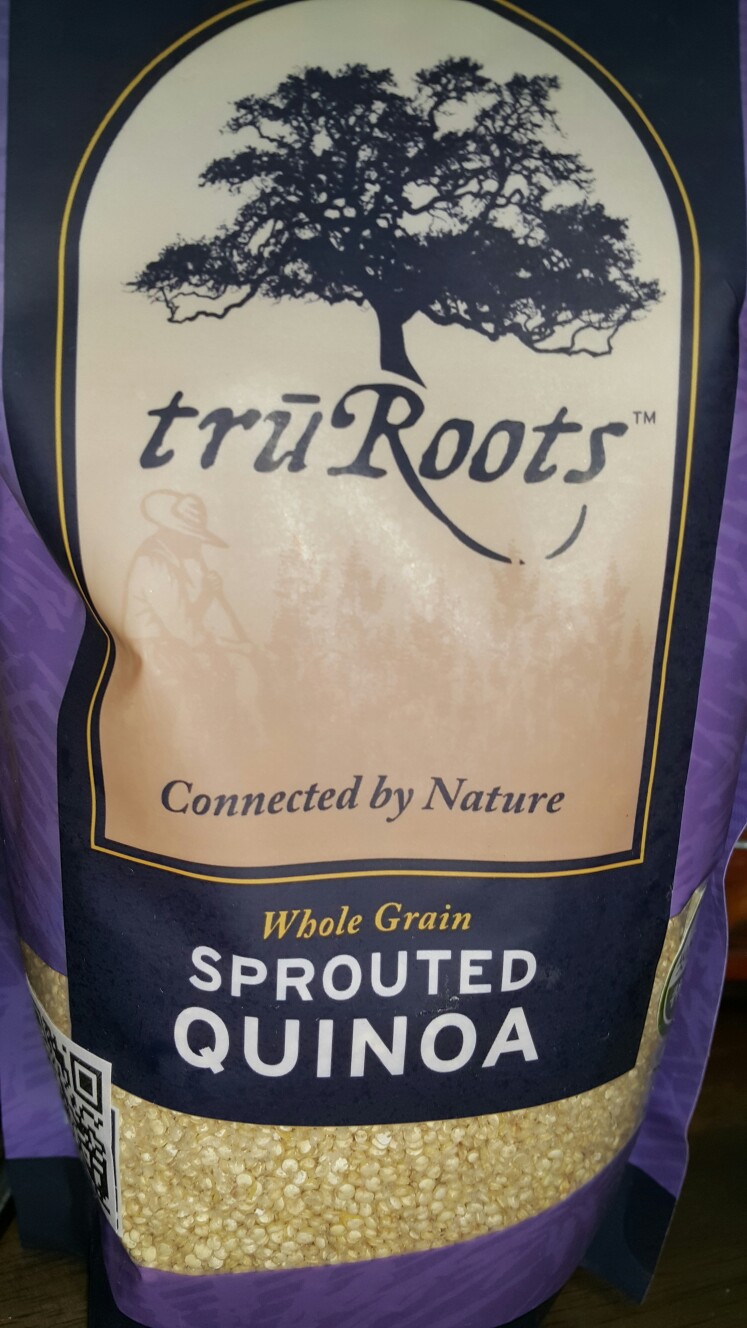 trūRoots™
Connected by Nature
Whole Grain
SPROUTED
QUINOA